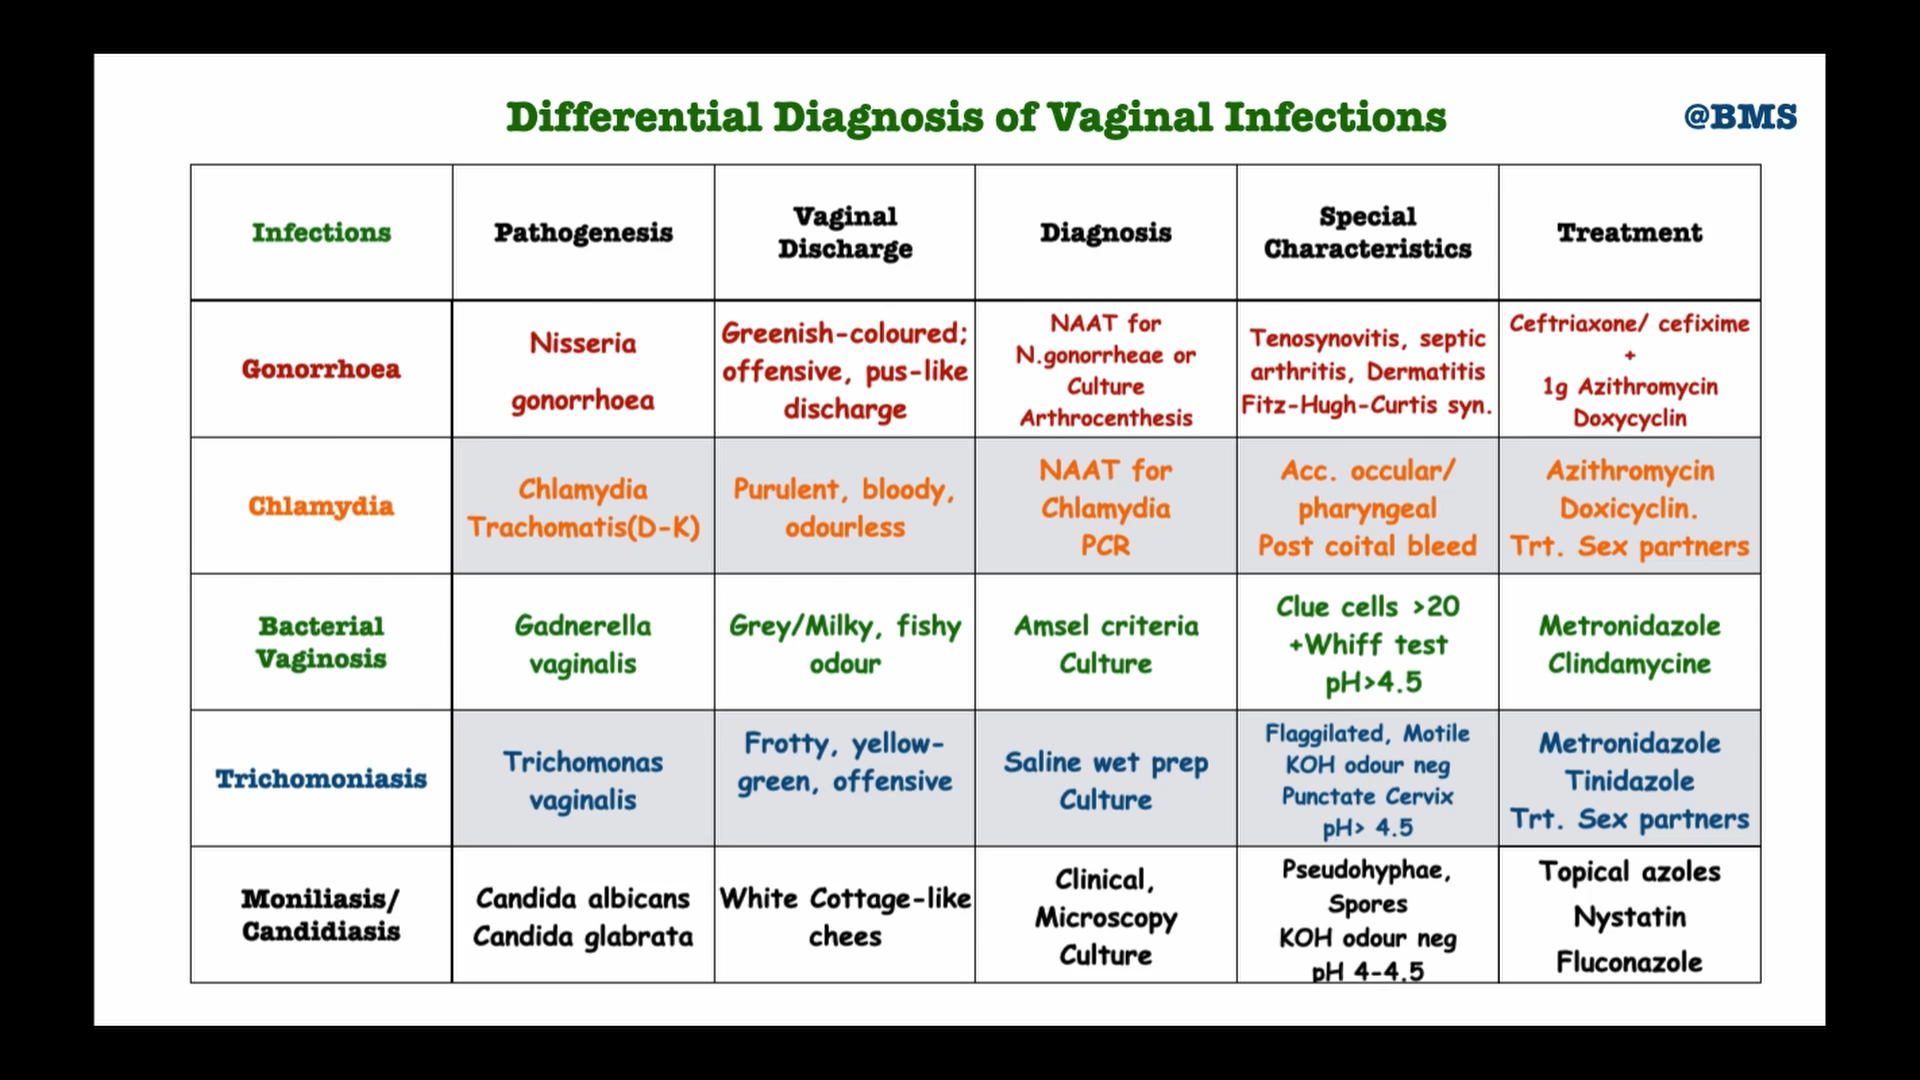 Differential Diagnosis of Vaginal Infections
@BMS
Infections
Pathogenesis
Vaginal
Discharge
Diagnosis
Special
Characteristics
Treatment
Gonorrhoea
Nisseria
gonorrhoea
Greenish-coloured;
offensive, pus-like
discharge
NAAT for
N.gonorrheae or
Culture
Arthrocenthesis
Tenosynovitis, septic
arthritis, Dermatitis
Fitz-Hugh-Curtis syn.
Ceftriaxone/ cefixime
+
1g Azithromycin
Doxycyclin
Chlamydia
Chlamydia
Trachomatis(D-K)
Purulent, bloody,
odourless
NAAT for
Chlamydia
PCR
Acc. occular/
pharyngeal
Post coital bleed
Azithromycin
Doxicyclin.
Trt. Sex partners
Bacterial
Vaginosis
Gadnerella
vaginalis
Grey/Milky, fishy
odour
Amsel criteria
Culture
Clue cells >20
+Whiff test
pH>4.5
Metronidazole
Clindamycine
Trichomoniasis
Trichomonas
vaginalis
Frotty, yellow-
green, offensive
Saline wet prep
Culture
Flaggilated, Motile
KOH odour neg
Punctate Cervix
pH> 4.5
Metronidazole
Tinidazole
Trt. Sex partners
Moniliasis/
Candidiasis
Candida albicans
Candida glabrata
White Cottage-like
chees
Clinical,
Microscopy
Culture
Pseudohyphae,
Spores
KOH odour neg
pH 4-4.5
Topical azoles
Nystatin
Fluconazole